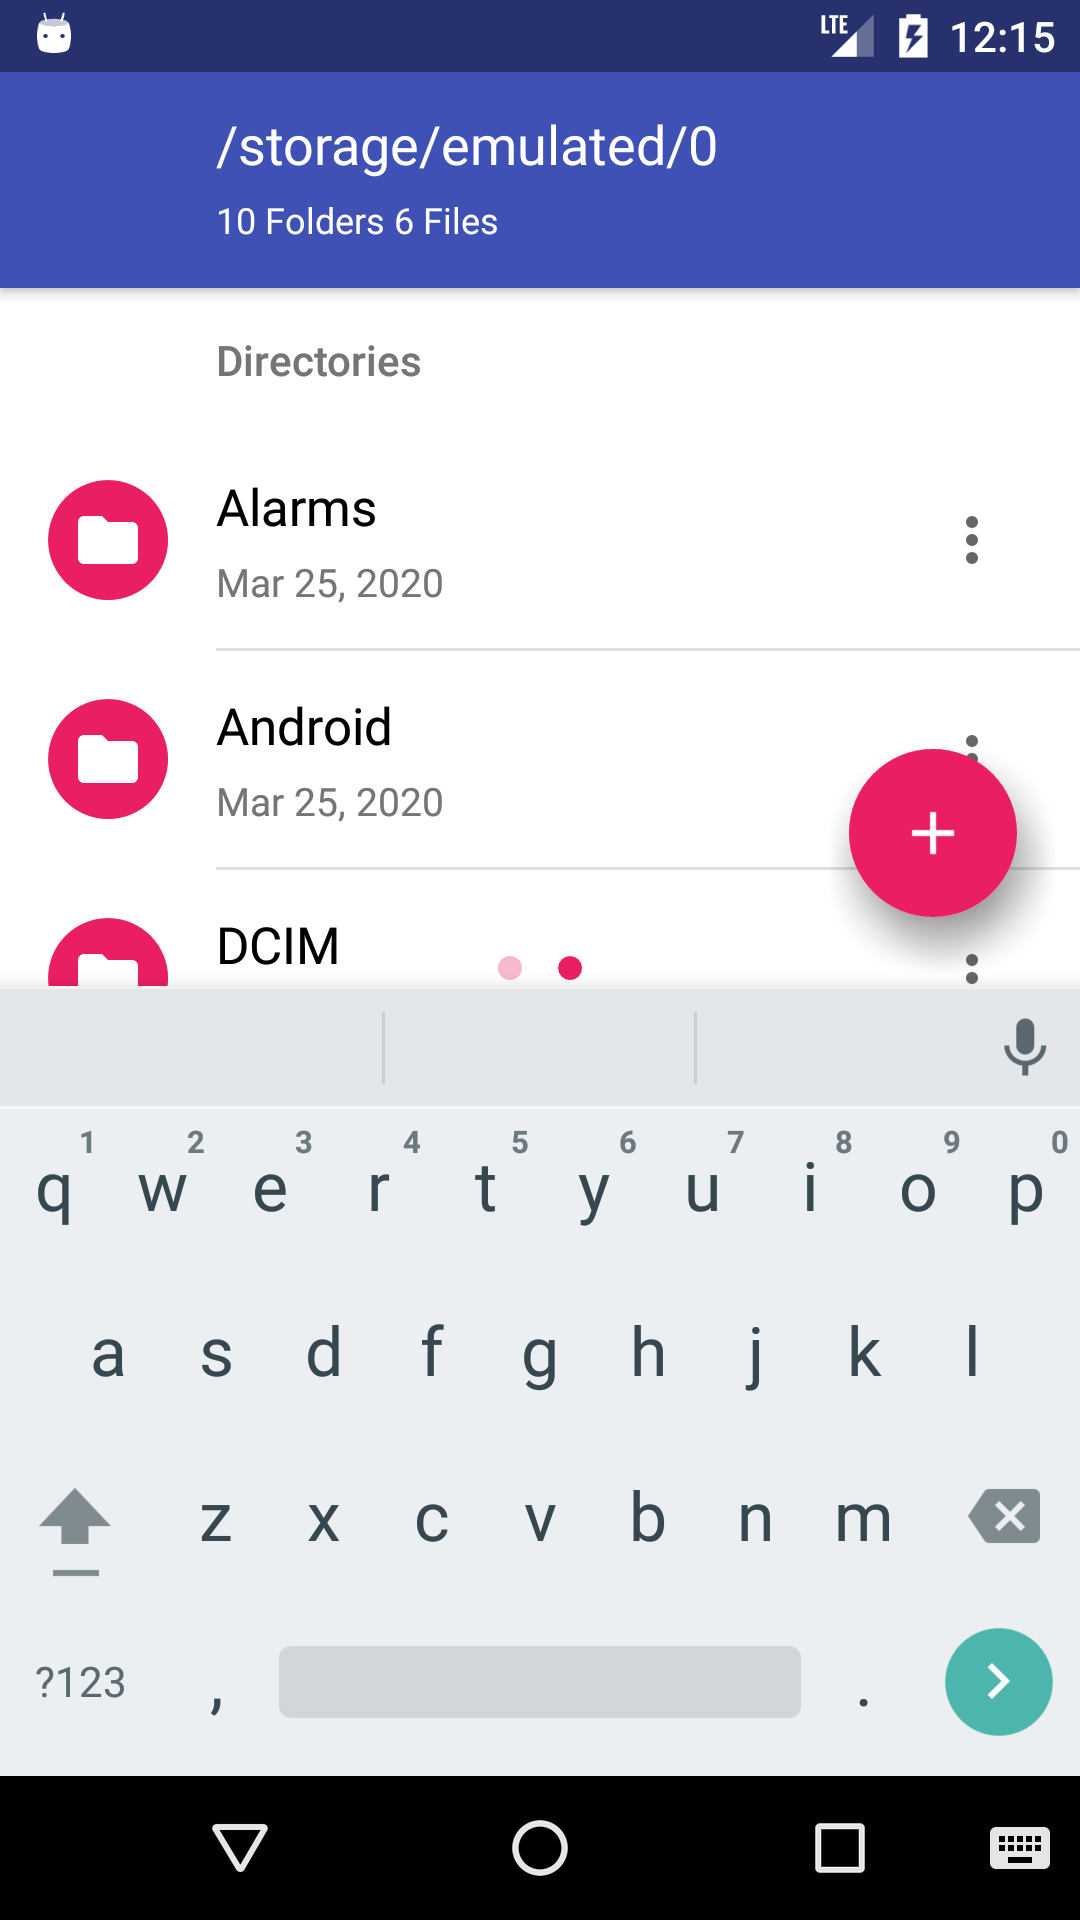 LTE 12:15
/storage/emulated/0
10 Folders 6 Files
Directories
Alarms
Mar 25, 2020
Android
Mar 25, 2020
DCIM
1 2 3 4 5 6 7 8 9 0
q w e r t y u i o p
a s d f g h j k l
z x c v b n m
?123 , .